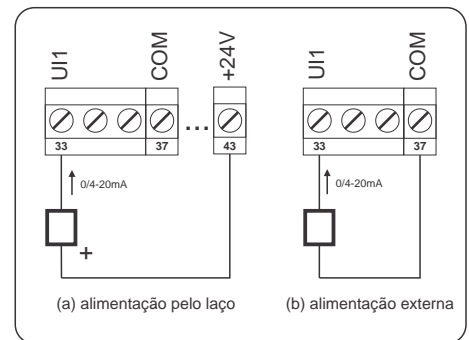 UI1 COM +24V UI1 COM
33 37 ... 43 33 37
0/4-20mA 0/4-20mA
+
(a) alimentação pelo laço (b) alimentação externa